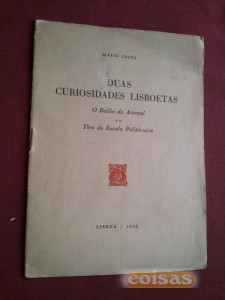 MÁRIO COSTA
DUAS
CURIOSIDADES LISBOETAS
O Balão do Arsenal
e o
Tiro da Escola Politécnica
LISBOA /
coisas